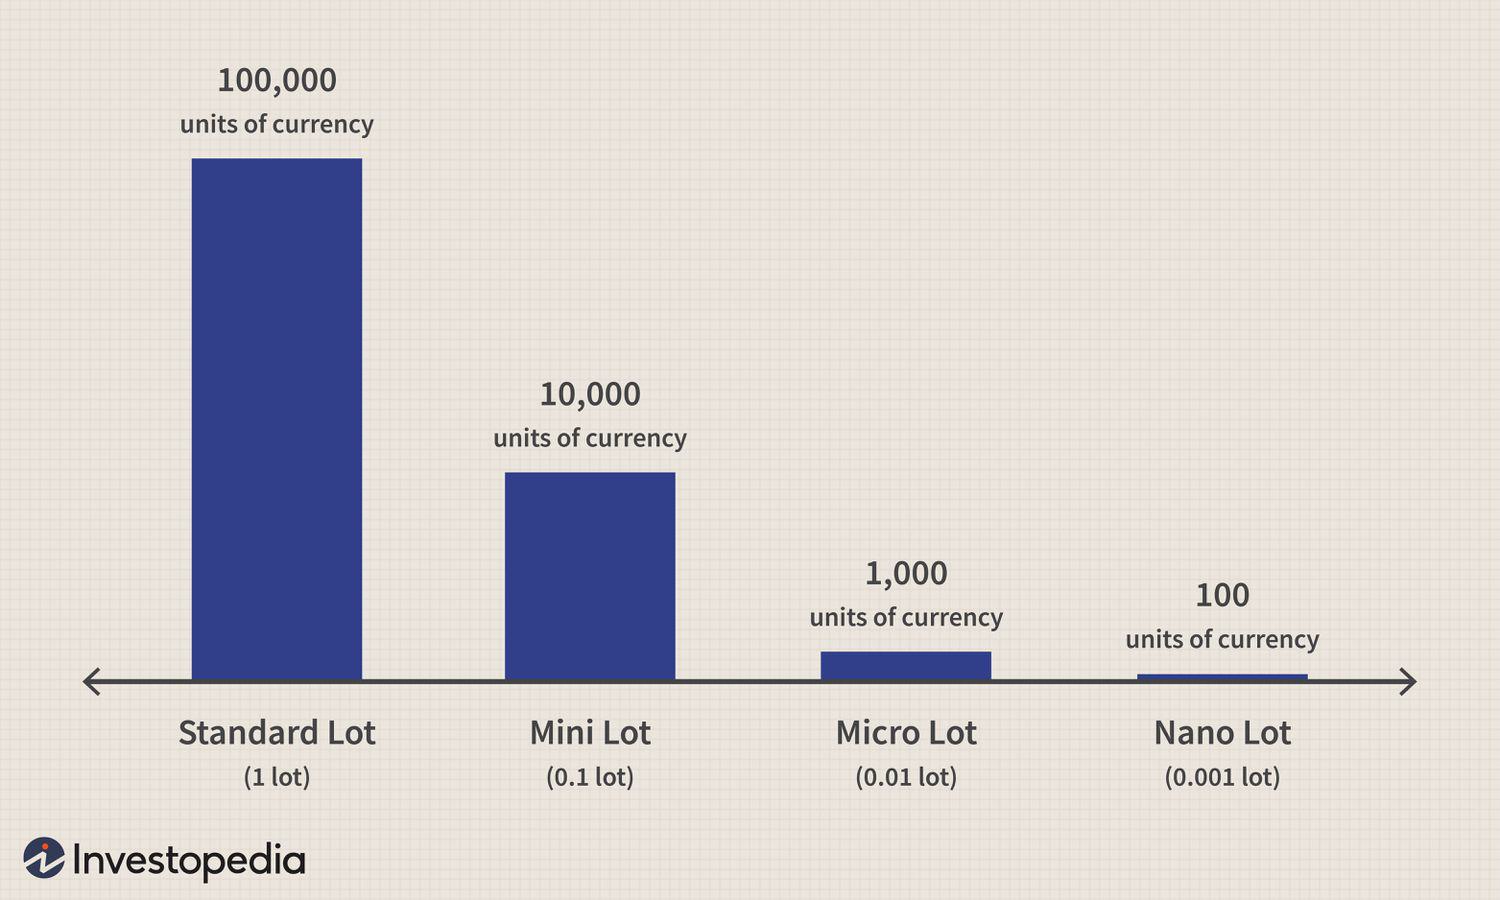 100,000
units of currency
10,000
units of currency
1,000
units of currency
100
units of currency
Standard Lot
(1 lot)
Mini Lot
(0.1 lot)
Micro Lot
(0.01 lot)
Nano Lot
(0.001 lot)
Investopedia